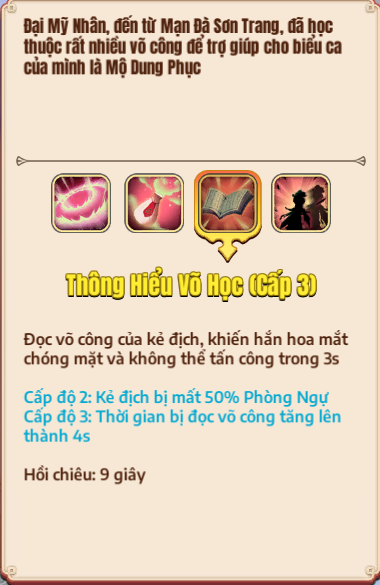 Đại Mỹ Nhân, đến từ Mạn Đà Sơn Trang, đã học
thuộc rất nhiều võ công để trợ giúp cho biểu ca
của mình là Mộ Dung Phục
Thông Hiểu Võ Học (Cấp 3)
Đọc võ công của kẻ địch, khiến hắn hoa mắt
chóng mặt và không thể tấn công trong 3s
Cấp độ 2: Kẻ địch bị mất 50% Phòng Ngự
Cấp độ 3: Thời gian bị đọc võ công tăng lên
thành 4s
Hồi chiêu: 9 giây